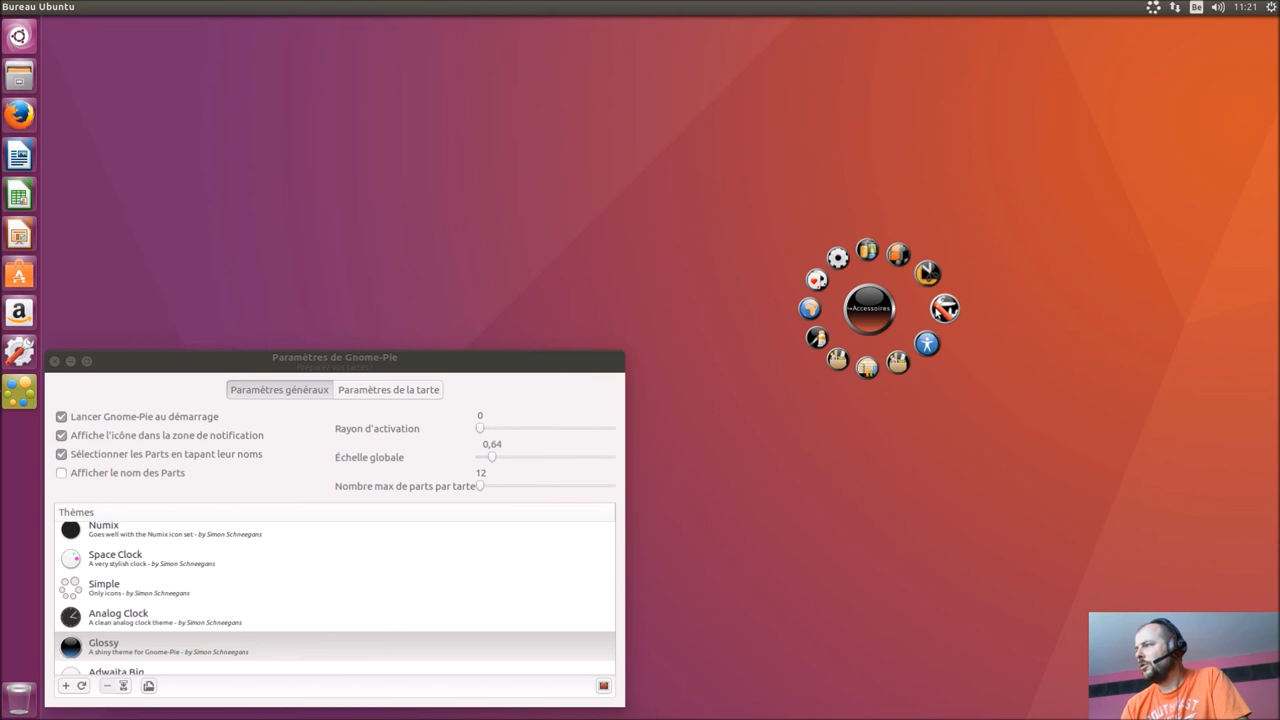 Bureau Ubuntu
Be
11:21
→Accessoires
Paramètres de Gnome-Pie
Paramètres généraux
Paramètres de la tarte
Lancer Gnome-Pie au démarrage
Affiche l'icône dans la zone de notification
Sélectionner les Parts en tapant leur noms
Afficher le nom des Parts
0
Rayon d'activation
0,64
Échelle globale
12
Nombre max de parts par tarte
Thèmes
Numix
Goes well with the Numix icon set - by Simon Schneegans
Space Clock
A very stylish clock - by Simon Schneegans
Simple
Only icons - by Simon Schneegans
Analog Clock
A clean analog clock theme - by Simon Schneegans
Glossy
A shiny theme for Gnome-Pie - by Simon Schneegans
Adwaita Big